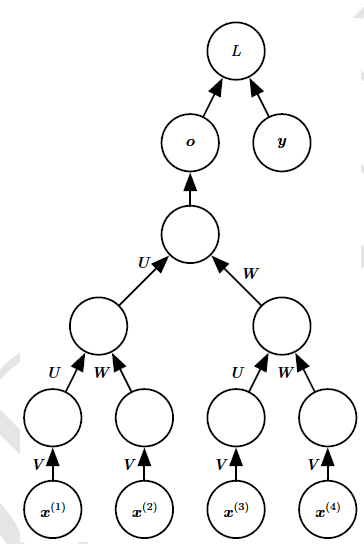 L
o y
U W
U W U W
V V V V
x^(1) x^(2) x^(3) x^(4)